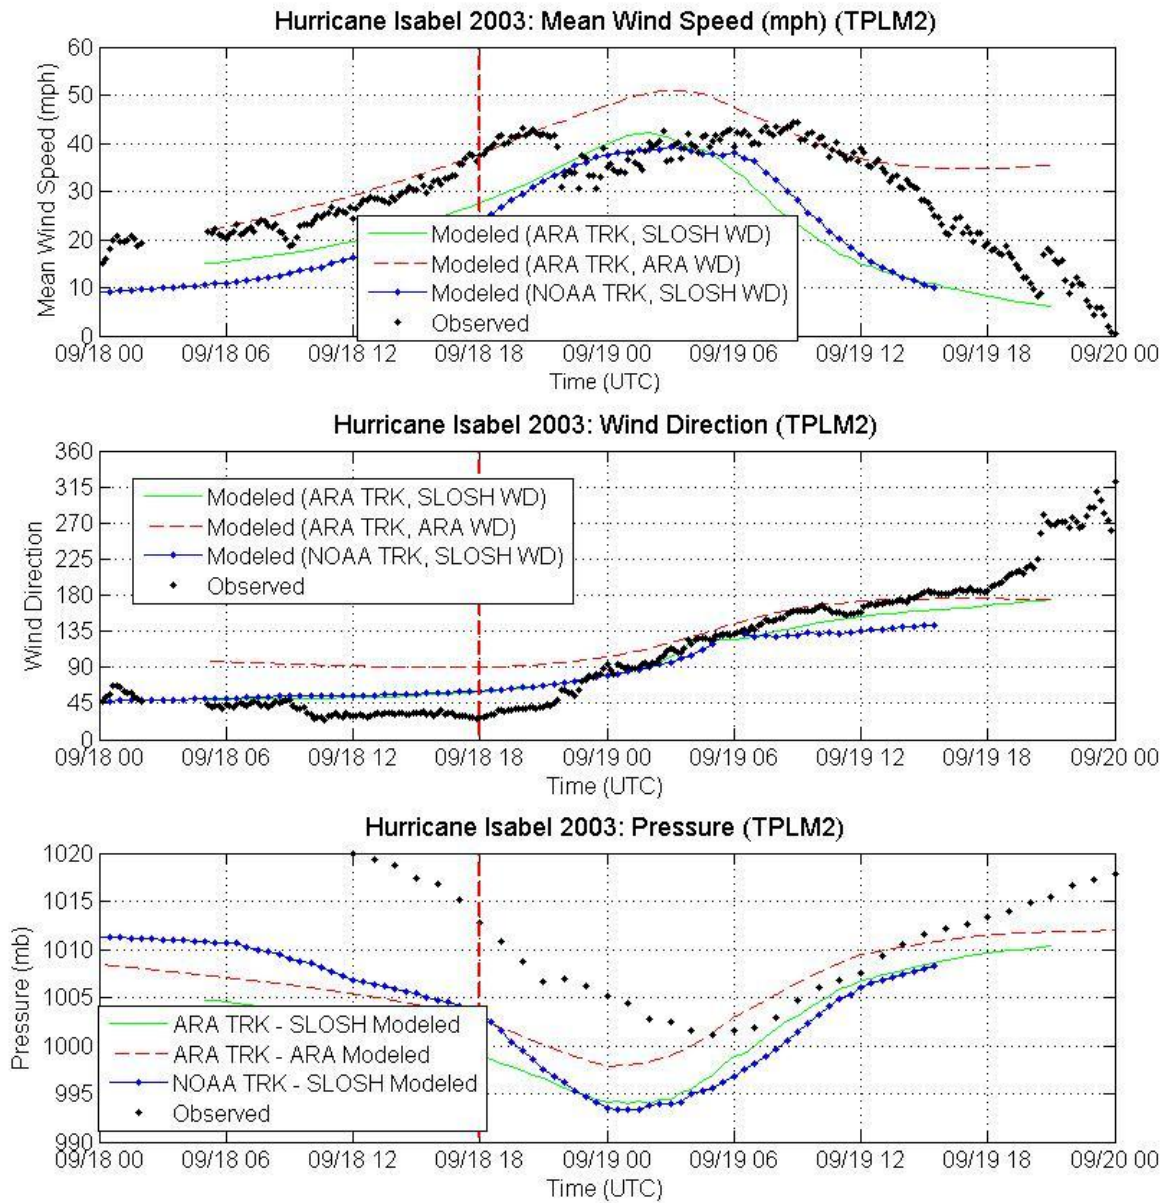 Hurricane Isabel 2003: Mean Wind Speed (mph) (TPLM2)
60
50
40
30
20
10
0
Mean Wind Speed (mph)
Modeled (ARA TRK, SLOSH WD)
Modeled (ARA TRK, ARA WD)
Modeled (NOAA TRK, SLOSH WD)
Observed
09/18 00 09/18 06 09/18 12 09/18 18 09/19 00 09/19 06 09/19 12 09/19 18 09/20 00
Time (UTC)
Hurricane Isabel 2003: Wind Direction (TPLM2)
360
315
270
225
180
135
90
45
0
Wind Direction
Modeled (ARA TRK, SLOSH WD)
Modeled (ARA TRK, ARA WD)
Modeled (NOAA TRK, SLOSH WD)
Observed
09/18 00 09/18 06 09/18 12 09/18 18 09/19 00 09/19 06 09/19 12 09/19 18 09/20 00
Time (UTC)
Hurricane Isabel 2003: Pressure (TPLM2)
1020
1015
1010
1005
1000
995
990
Pressure (mb)
ARA TRK - SLOSH Modeled
ARA TRK - ARA Modeled
NOAA TRK - SLOSH Modeled
Observed
09/18 00 09/18 06 09/18 12 09/18 18 09/19 00 09/19 06 09/19 12 09/19 18 09/20 00
Time (UTC)